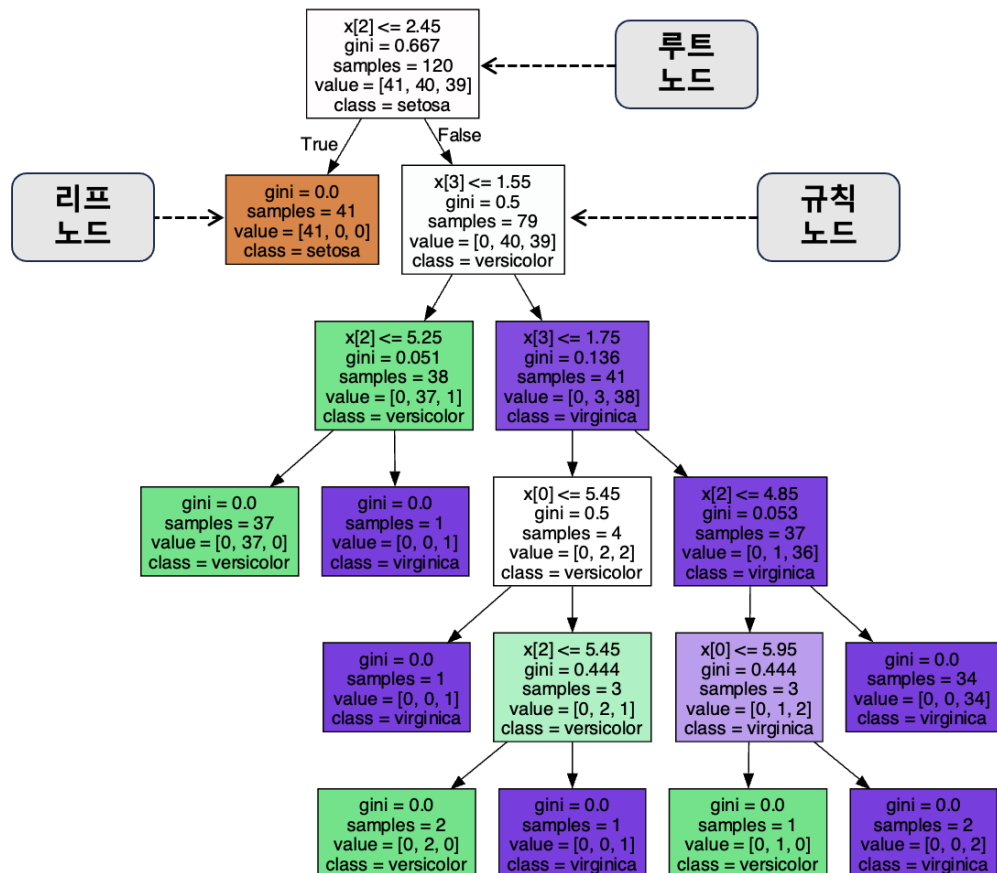 x[2] <= 2.45
gini = 0.667
samples = 120
value = [41, 40, 39]
class = setosa
루트
노드
True
False
리프
노드
gini = 0.0
samples = 41
value = [41, 0, 0]
class = setosa
x[3] <= 1.55
gini = 0.5
samples = 79
value = [0, 40, 39]
class = versicolor
규칙
노드
x[2] <= 5.25
gini = 0.051
samples = 38
value = [0, 37, 1]
class = versicolor
x[3] <= 1.75
gini = 0.136
samples = 41
value = [0, 3, 38]
class = virginica
gini = 0.0
samples = 37
value = [0, 37, 0]
class = versicolor
gini = 0.0
samples = 1
value = [0, 0, 1]
class = virginica
x[0] <= 5.45
gini = 0.5
samples = 4
value = [0, 2, 2]
class = versicolor
x[2] <= 4.85
gini = 0.053
samples = 37
value = [0, 1, 36]
class = virginica
gini = 0.0
samples = 1
value = [0, 0, 1]
class = virginica
x[2] <= 5.45
gini = 0.444
samples = 3
value = [0, 2, 1]
class = versicolor
x[0] <= 5.95
gini = 0.444
samples = 3
value = [0, 1, 2]
class = virginica
gini = 0.0
samples = 34
value = [0, 0, 34]
class = virginica
gini = 0.0
samples = 2
value = [0, 2, 0]
class = versicolor
gini = 0.0
samples = 1
value = [0, 0, 1]
class = virginica
gini = 0.0
samples = 1
value = [0, 1, 0]
class = versicolor
gini = 0.0
samples = 2
value = [0, 0, 2]
class = virginica